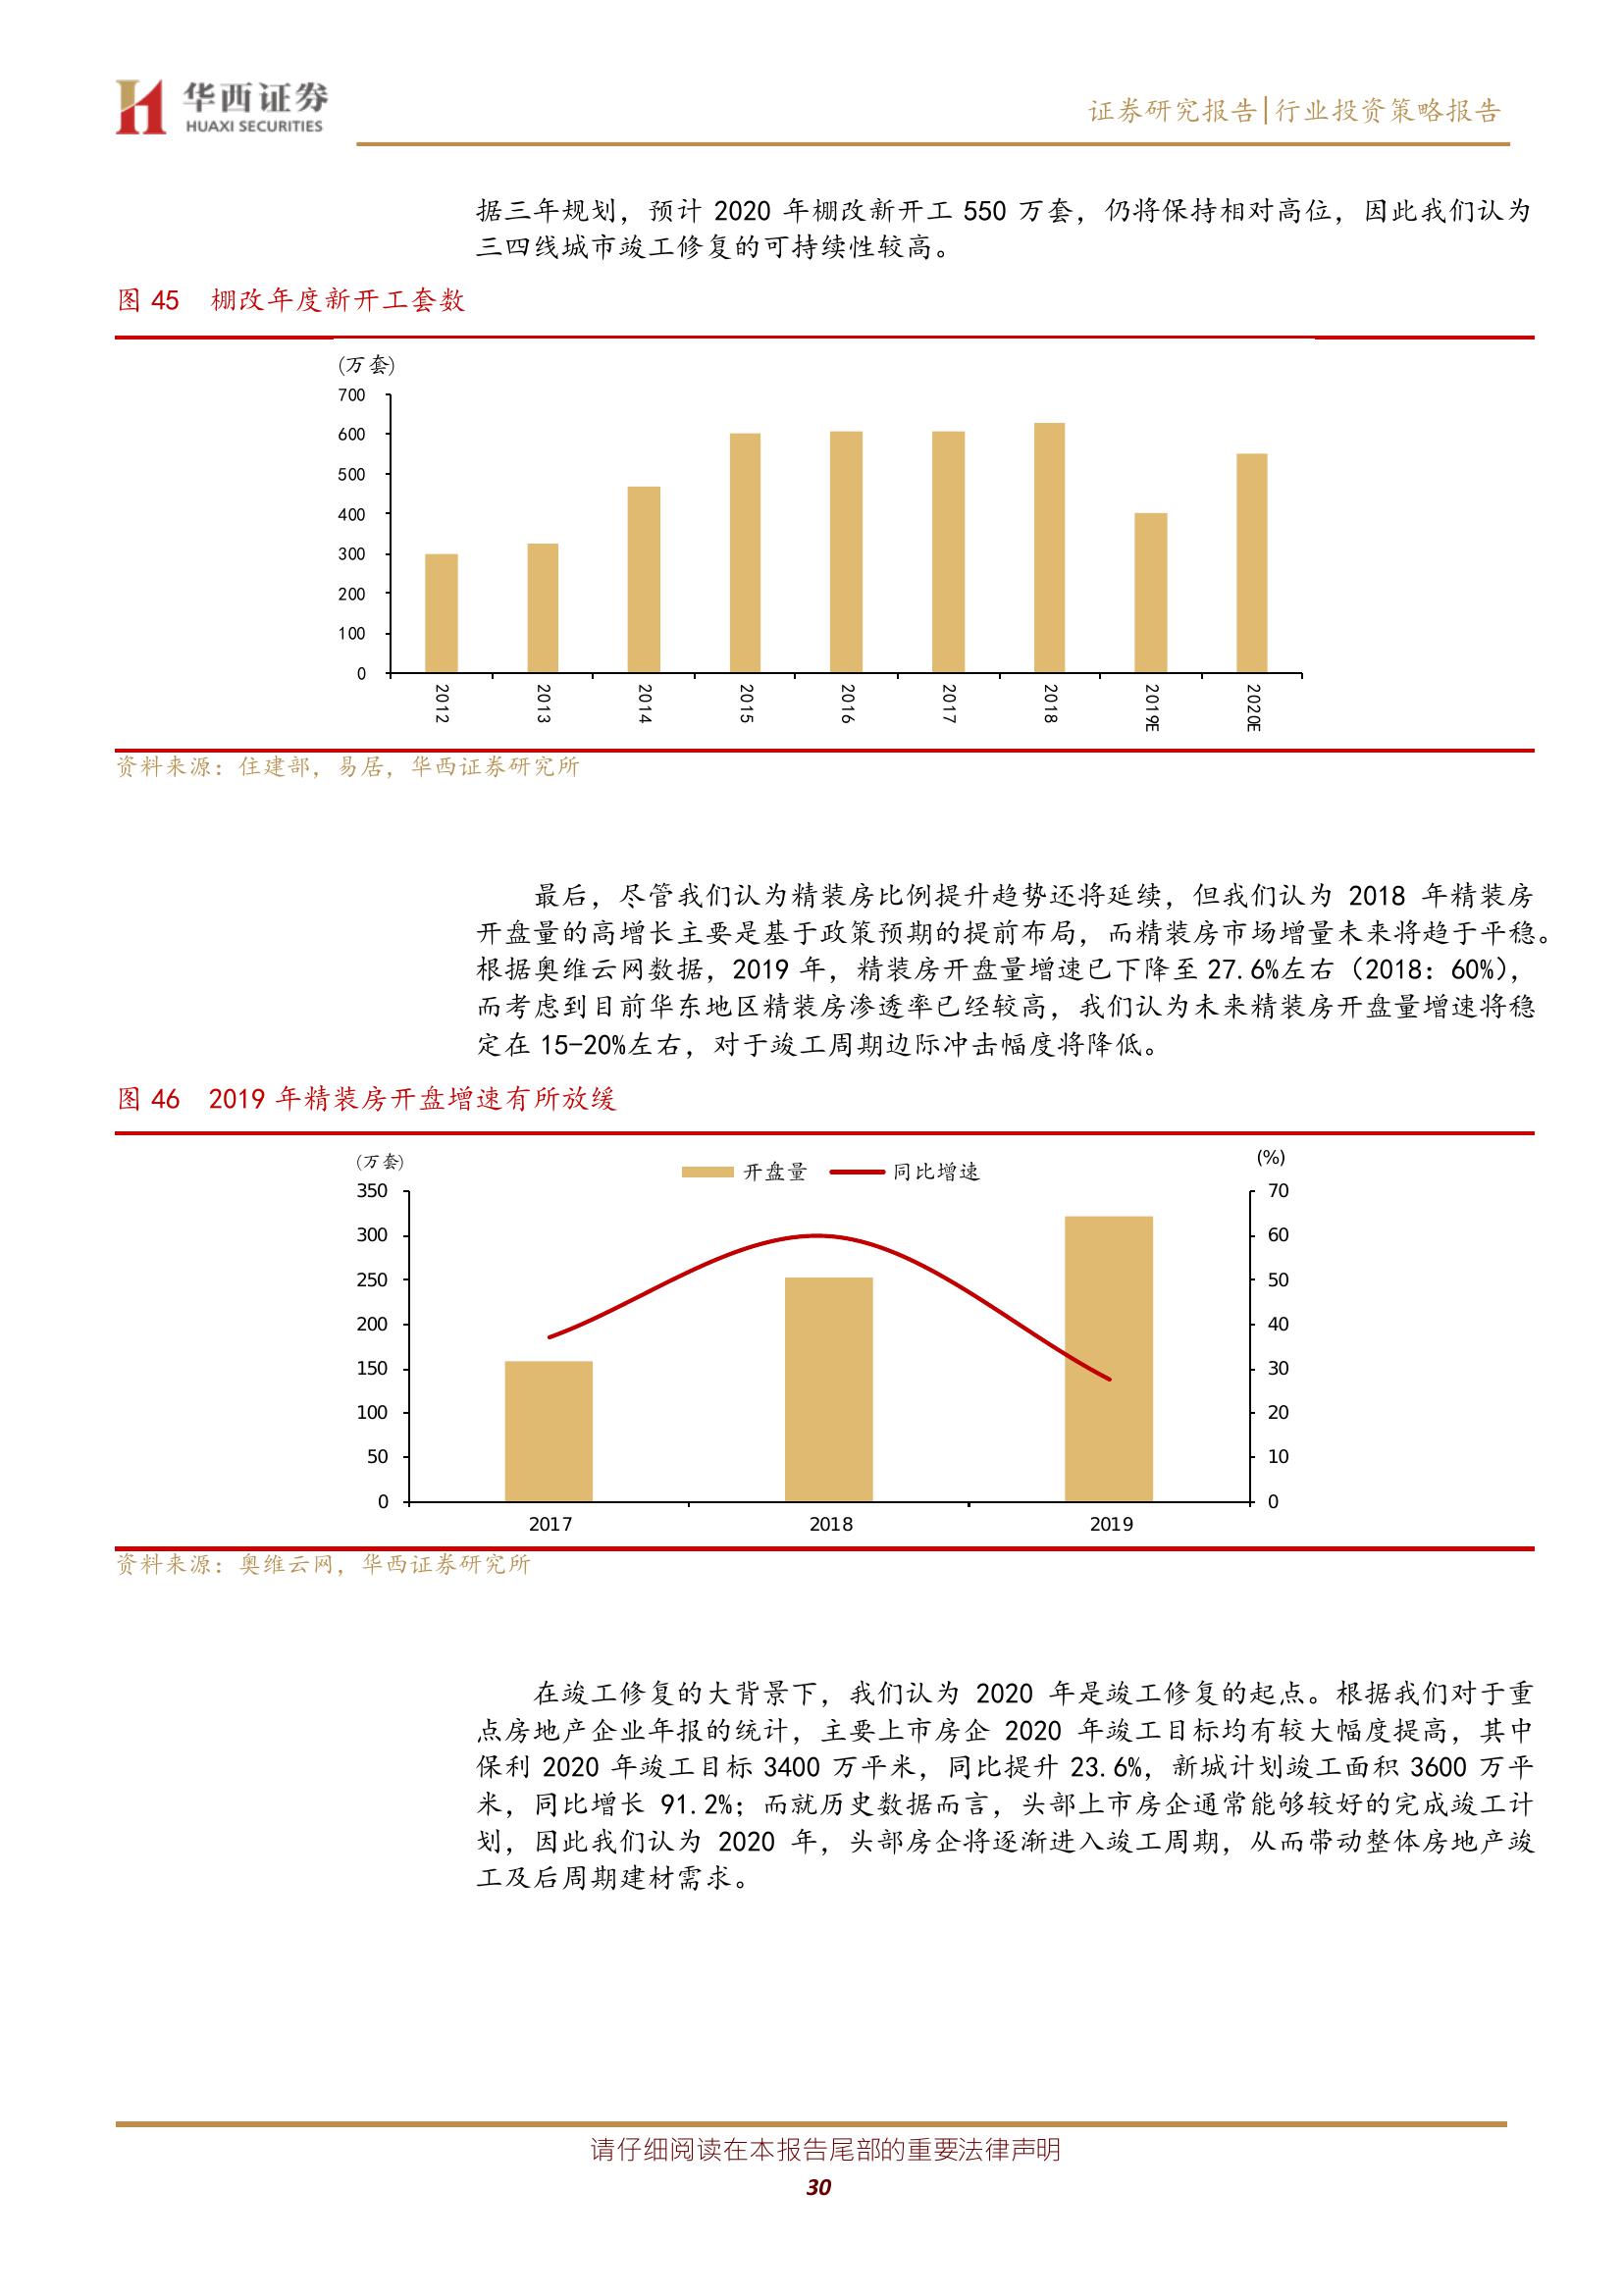 华西证券
HUAXI SECURITIES
证券研究报告|行业投资策略报告
据三年规划，预计 2020 年棚改新开工 550 万套，仍将保持相对高位，因此我们认为
三四线城市竣工修复的可持续性较高。
图 45 棚改年度新开工套数
(万套)
700
600
500
400
300
200
100
0
2012 2013 2014 2015 2016 2017 2018 2019E 2020E
资料来源：住建部，易居，华西证券研究所
最后，尽管我们认为精装房比例提升趋势还将延续，但我们认为 2018 年精装房
开盘量的高增长主要是基于政策预期的提前布局，而精装房市场增量未来将趋于平稳。
根据奥维云网数据，2019 年，精装房开盘量增速已下降至 27.6%左右（2018：60%），
而考虑到目前华东地区精装房渗透率已经较高，我们认为未来精装房开盘量增速将稳
定在 15-20%左右，对于竣工周期边际冲击幅度将降低。
图 46 2019 年精装房开盘增速有所放缓
(万套) 开盘量 同比增速 (%)
350 70
300 60
250 50
200 40
150 30
100 20
50 10
0 0
2017 2018 2019
资料来源：奥维云网，华西证券研究所
在竣工修复的大背景下，我们认为 2020 年是竣工修复的起点。根据我们对于重
点房地产企业年报的统计，主要上市房企 2020 年竣工目标均有较大幅度提高，其中
保利 2020 年竣工目标 3400 万平米，同比提升 23.6%，新城计划竣工面积 3600 万平
米，同比增长 91.2%；而就历史数据而言，头部上市房企通常能够较好的完成竣工计
划，因此我们认为 2020 年，头部房企将逐渐进入竣工周期，从而带动整体房地产竣
工及后周期建材需求。
请仔细阅读在本报告尾部的重要法律声明
30